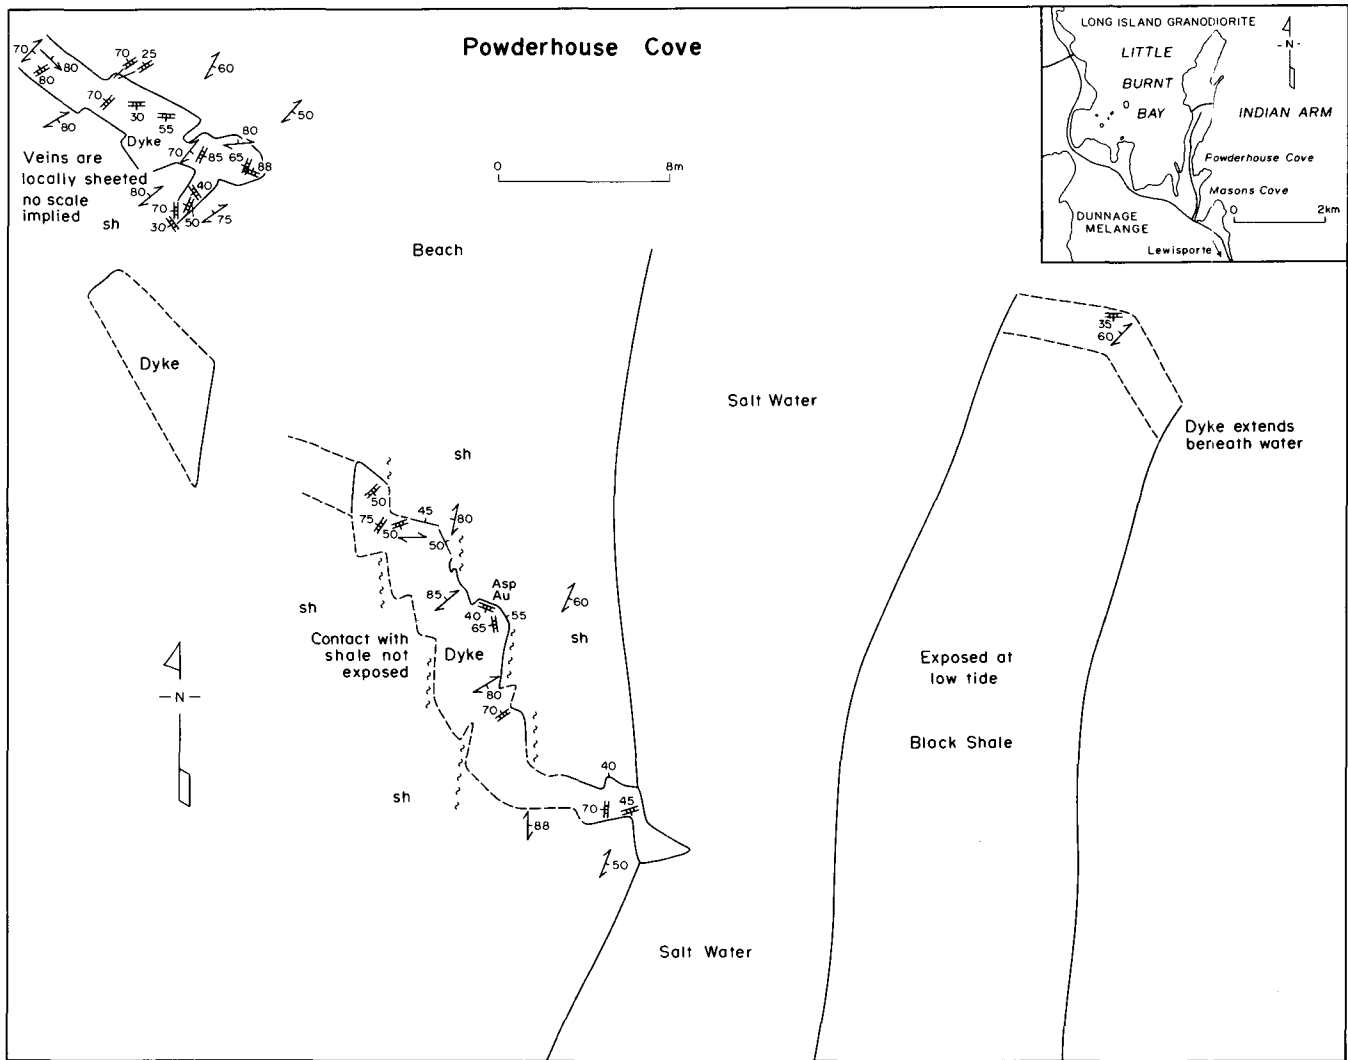 Powderhouse Cove
0 8m
LONG ISLAND GRANODIORITE
LITTLE
BURNT
BAY
-N-
INDIAN ARM
Powderhouse Cove
Masons Cove
0 2km
DUNNAGE
MELANGE
Lewisporte
70
80
80
70
25
60
50
70
30
55
80
Dyke
80
70
85
65
88
Veins are
locally sheeted
no scale
implied
80
40
70
50
75
30
sh
Beach
Dyke
35
60
Salt Water
Dyke extends
beneath water
sh
50
75
50
45
80
50
Asp
Au
85
40
55
65
60
sh
sh
Contact with
shale not
exposed
Dyke
80
70
-N-
Exposed at
low tide
Black Shale
40
sh
70
45
88
50
Salt Water